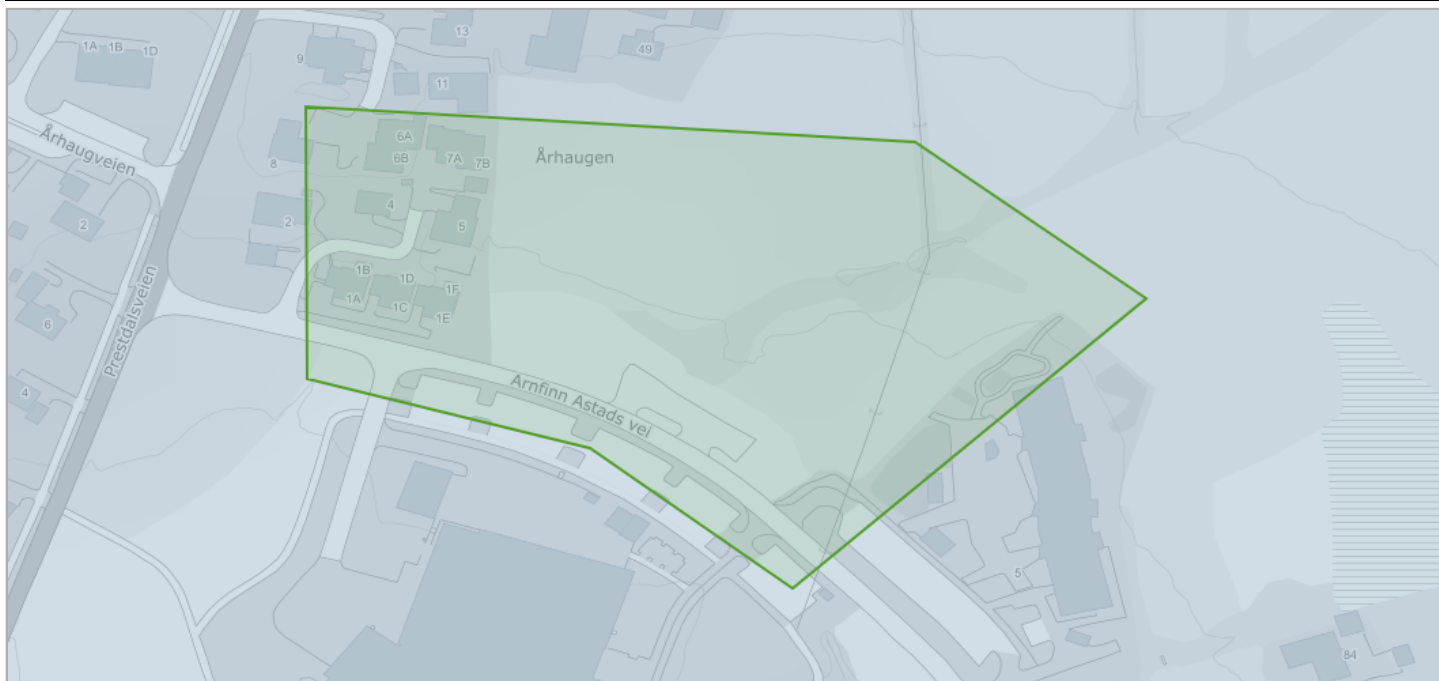 1A 1B 1D
13
49
9
11
Århaugveien
8
6A
6B
7A
7B
Århaugen
2
2
4
5
Prestdalsveien
1B
1D
1F
1A
1C
1E
6
4
Arnfinn Astads vei
5
84